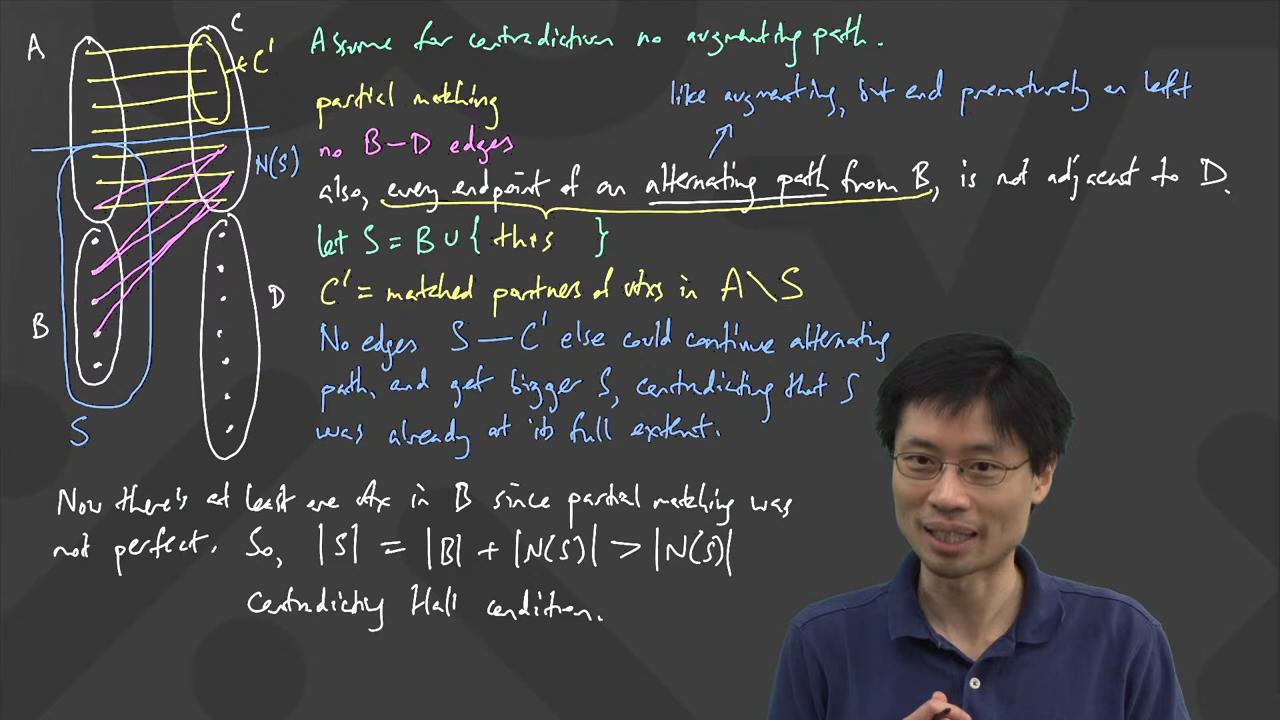 A
C
C'
Assume for contradiction no augmenting path.
partial matching
like augmenting, but end prematurely on left
no B–D edges
N(S)
also, every endpoint of an alternating path from B, is not adjacent to D.
let S = B ∪ { this }
C' = matched partners of vtxs in A \ S
D
B
No edges S — C' else could continue alternating
path, and get bigger S, contradicting that S
was already at its full extent.
S
Now there's at least one vtx in B since partial matching was
not perfect. So, |S| = |B| + |N(S)| > |N(S)|
Contradicting Hall condition.